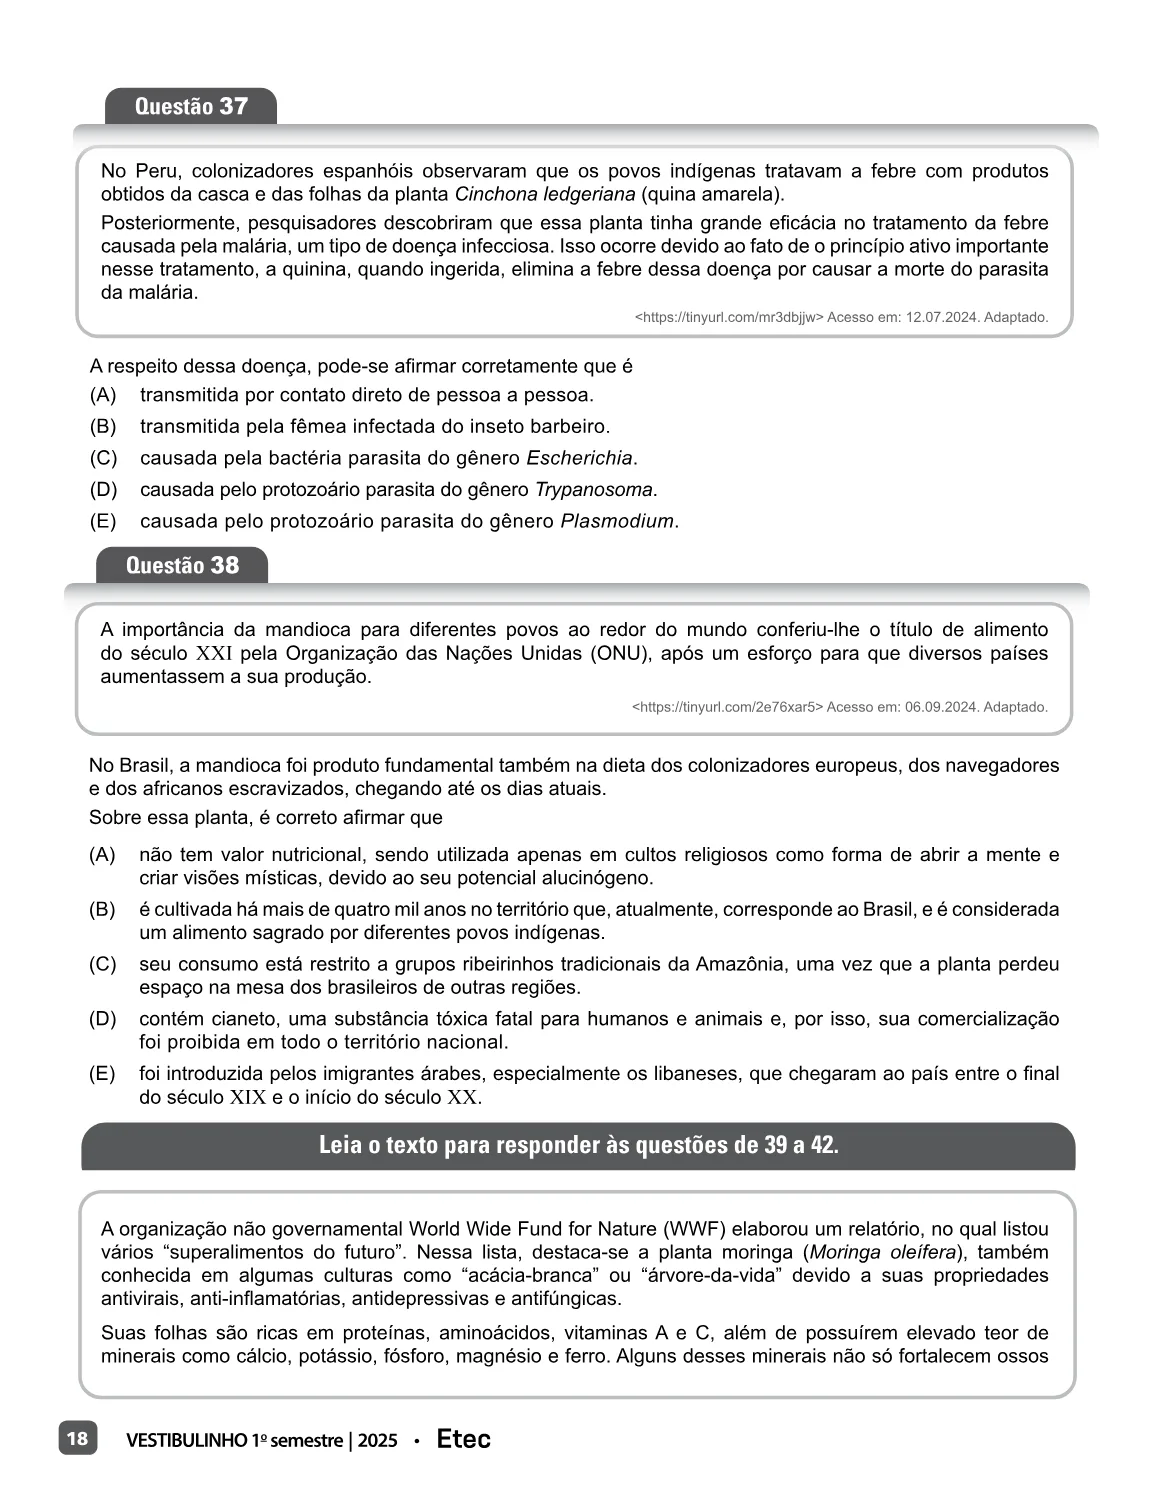 Questão 37
No Peru, colonizadores espanhóis observaram que os povos indígenas tratavam a febre com produtos
obtidos da casca e das folhas da planta Cinchona ledgeriana (quina amarela).
Posteriormente, pesquisadores descobriram que essa planta tinha grande eficácia no tratamento da febre
causada pela malária, um tipo de doença infecciosa. Isso ocorre devido ao fato de o princípio ativo importante
nesse tratamento, a quinina, quando ingerida, elimina a febre dessa doença por causar a morte do parasita
da malária.
<https://tinyurl.com/mr3dbjjw> Acesso em: 12.07.2024. Adaptado.
A respeito dessa doença, pode-se afirmar corretamente que é
(A) transmitida por contato direto de pessoa a pessoa.
(B) transmitida pela fêmea infectada do inseto barbeiro.
(C) causada pela bactéria parasita do gênero Escherichia.
(D) causada pelo protozoário parasita do gênero Trypanosoma.
(E) causada pelo protozoário parasita do gênero Plasmodium.
Questão 38
A importância da mandioca para diferentes povos ao redor do mundo conferiu-lhe o título de alimento
do século XXI pela Organização das Nações Unidas (ONU), após um esforço para que diversos países
aumentassem a sua produção.
<https://tinyurl.com/2e76xar5> Acesso em: 06.09.2024. Adaptado.
No Brasil, a mandioca foi produto fundamental também na dieta dos colonizadores europeus, dos navegadores
e dos africanos escravizados, chegando até os dias atuais.
Sobre essa planta, é correto afirmar que
(A) não tem valor nutricional, sendo utilizada apenas em cultos religiosos como forma de abrir a mente e
criar visões místicas, devido ao seu potencial alucinógeno.
(B) é cultivada há mais de quatro mil anos no território que, atualmente, corresponde ao Brasil, e é considerada
um alimento sagrado por diferentes povos indígenas.
(C) seu consumo está restrito a grupos ribeirinhos tradicionais da Amazônia, uma vez que a planta perdeu
espaço na mesa dos brasileiros de outras regiões.
(D) contém cianeto, uma substância tóxica fatal para humanos e animais e, por isso, sua comercialização
foi proibida em todo o território nacional.
(E) foi introduzida pelos imigrantes árabes, especialmente os libaneses, que chegaram ao país entre o final
do século XIX e o início do século XX.
Leia o texto para responder às questões de 39 a 42.
A organização não governamental World Wide Fund for Nature (WWF) elaborou um relatório, no qual listou
vários “superalimentos do futuro”. Nessa lista, destaca-se a planta moringa (Moringa oleífera), também
conhecida em algumas culturas como “acácia-branca” ou “árvore-da-vida” devido a suas propriedades
antivirais, anti-inflamatórias, antidepressivas e antifúngicas.
Suas folhas são ricas em proteínas, aminoácidos, vitaminas A e C, além de possuírem elevado teor de
minerais como cálcio, potássio, fósforo, magnésio e ferro. Alguns desses minerais não só fortalecem ossos
18 VESTIBULINHO 1º semestre | 2025 • Etec